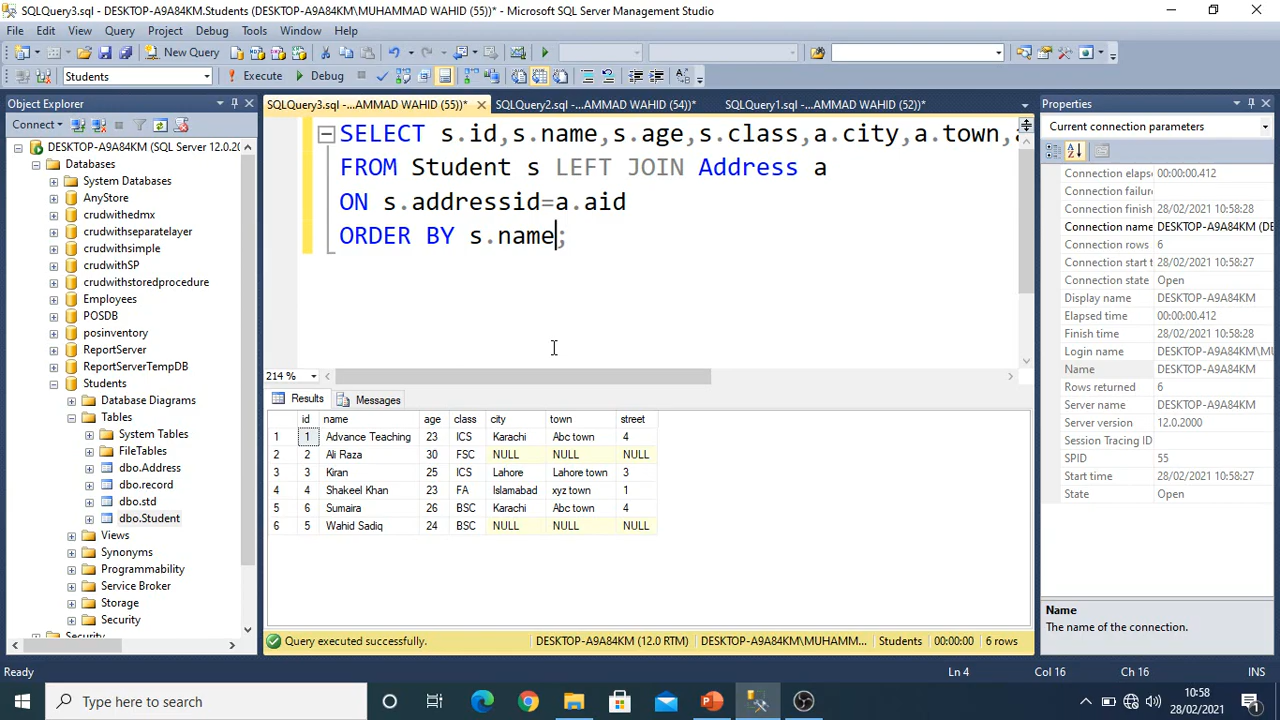 SQLQuery3.sql - DESKTOP-A9A84KM.Students (DESKTOP-A9A84KM\MUHAMMAD WAHID (55))* - Microsoft SQL Server Management Studio
File Edit View Query Project Debug Tools Window Help
New Query
Students Execute Debug
Object Explorer
Connect
DESKTOP-A9A84KM (SQL Server 12.0.20
Databases
System Databases
AnyStore
crudwithedmx
crudwithseparatelayer
crudwithsimple
crudwithSP
crudwithstoredprocedure
Employees
POSDB
posinventory
ReportServer
ReportServerTempDB
Students
Database Diagrams
Tables
System Tables
FileTables
dbo.Address
dbo.record
dbo.std
dbo.Student
Views
Synonyms
Programmability
Service Broker
Storage
Security
Security
SQLQuery3.sql -...AMMAD WAHID (55))* SQLQuery2.sql -...AMMAD WAHID (54))* SQLQuery1.sql -...AMMAD WAHID (52))*
SELECT s.id,s.name,s.age,s.class,a.city,a.town,a
FROM Student s LEFT JOIN Address a
ON s.addressid=a.aid
ORDER BY s.name;
214 %
Results Messages
id name age class city town street
1 1 Advance Teaching 23 ICS Karachi Abc town 4
2 2 Ali Raza 30 FSC NULL NULL NULL
3 3 Kiran 25 ICS Lahore Lahore town 3
4 4 Shakeel Khan 23 FA Islamabad xyz town 1
5 6 Sumaira 26 BSC Karachi Abc town 4
6 5 Wahid Sadiq 24 BSC NULL NULL NULL
Query executed successfully. DESKTOP-A9A84KM (12.0 RTM) DESKTOP-A9A84KM\MUHAMM... Students 00:00:00 6 rows
Properties
Current connection parameters
Connection elaps 00:00:00.412
Connection failure
Connection finish 28/02/2021 10:58:28
Connection name DESKTOP-A9A84KM (DE
Connection rows 6
Connection start t 28/02/2021 10:58:27
Connection state Open
Display name DESKTOP-A9A84KM
Elapsed time 00:00:00.412
Finish time 28/02/2021 10:58:28
Login name DESKTOP-A9A84KM\MU
Name DESKTOP-A9A84KM
Rows returned 6
Server name DESKTOP-A9A84KM
Server version 12.0.2000
Session Tracing ID
SPID 55
Start time 28/02/2021 10:58:27
State Open
Name
The name of the connection.
Ready Ln 4 Col 16 Ch 16 INS
Type here to search
10:58
28/02/2021
1